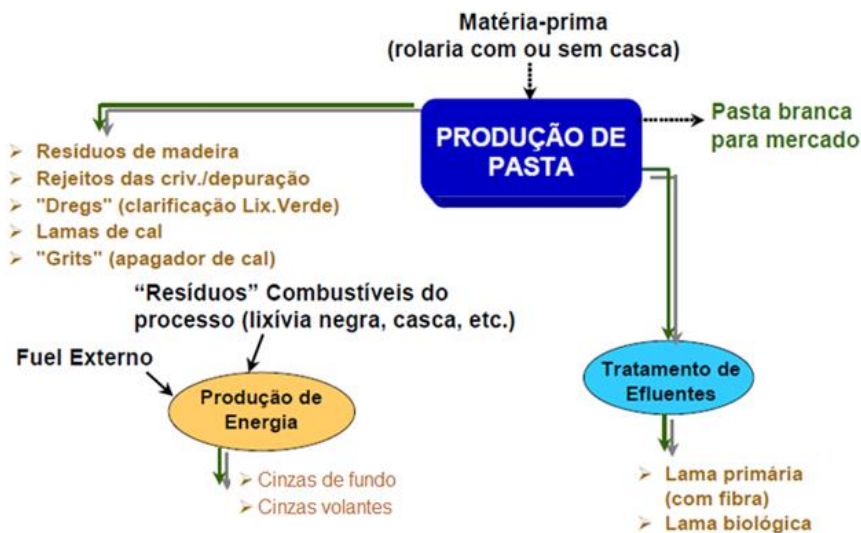 Matéria-prima
(rolaria com ou sem casca)
PRODUÇÃO DE
PASTA
Pasta branca
para mercado
Resíduos de madeira
Rejeitos das criv./depuração
"Dregs" (clarificação Lix.Verde)
Lamas de cal
"Grits" (apagador de cal)
“Resíduos” Combustíveis do
processo (lixívia negra, casca, etc.)
Fuel Externo
Produção de
Energia
Cinzas de fundo
Cinzas volantes
Tratamento de
Efluentes
Lama primária
(com fibra)
Lama biológica